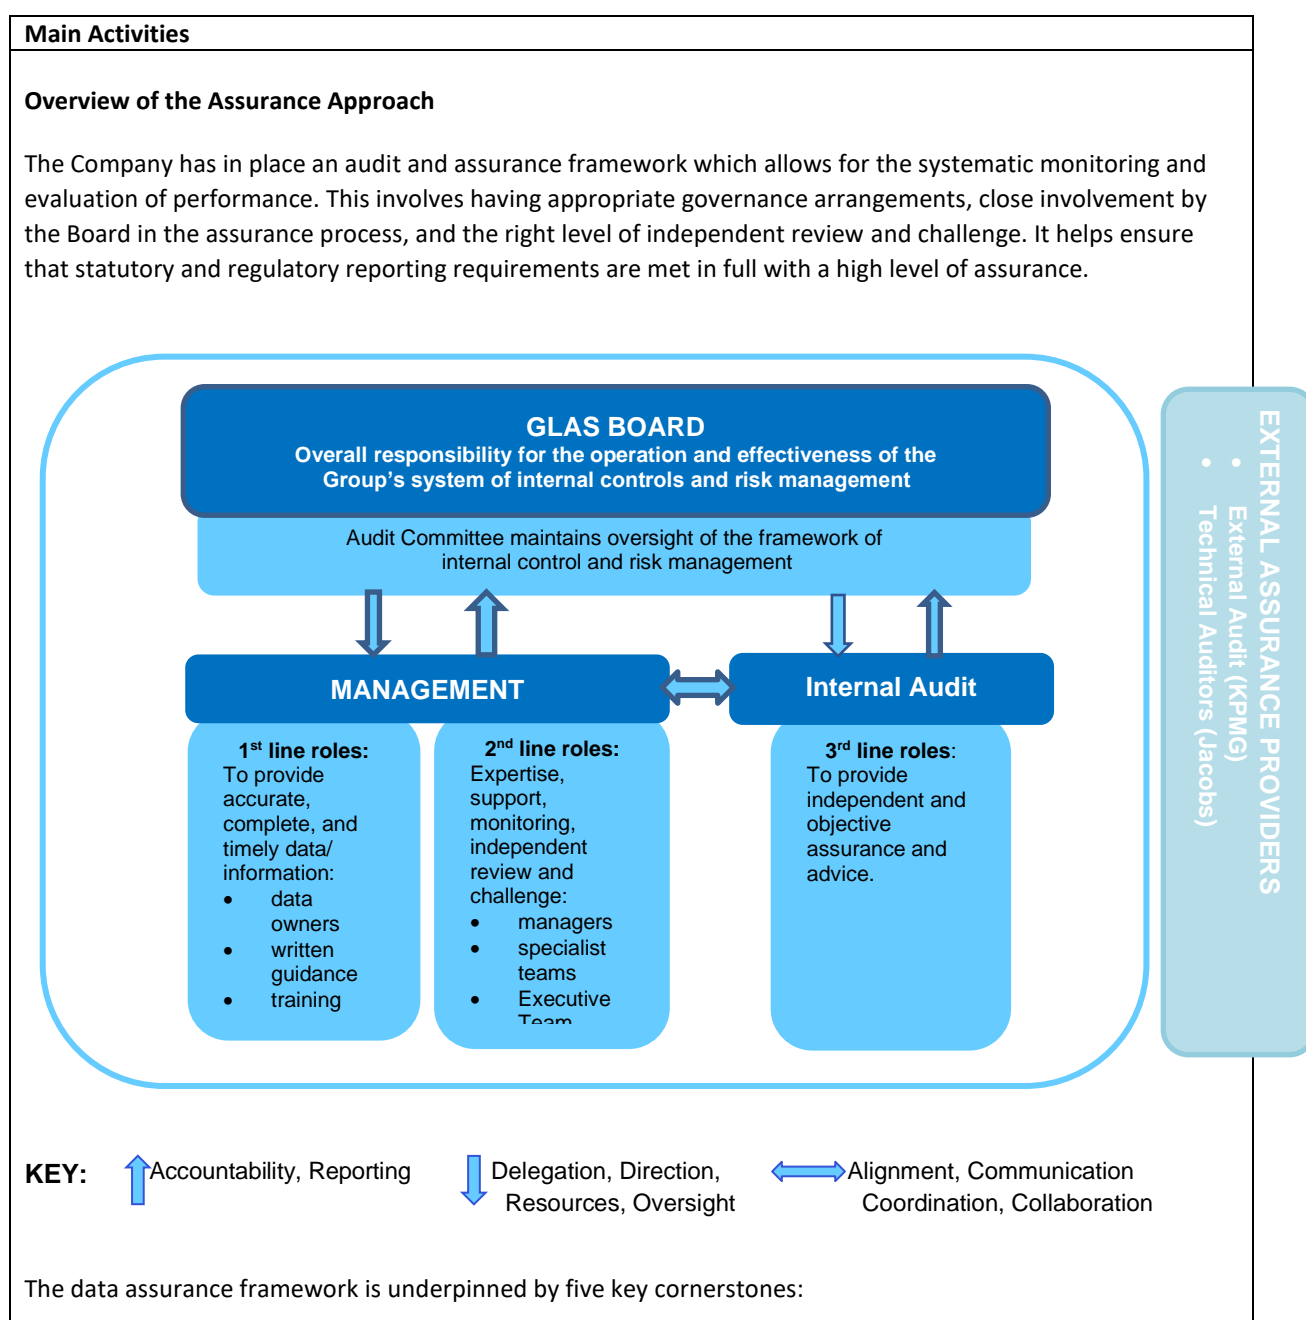 Main Activities
Overview of the Assurance Approach
The Company has in place an audit and assurance framework which allows for the systematic monitoring and
evaluation of performance. This involves having appropriate governance arrangements, close involvement by
the Board in the assurance process, and the right level of independent review and challenge. It helps ensure
that statutory and regulatory reporting requirements are met in full with a high level of assurance.
GLAS BOARD
Overall responsibility for the operation and effectiveness of the
Group's system of internal controls and risk management
Audit Committee maintains oversight of the framework of
internal control and risk management
MANAGEMENT
Internal Audit
1st line roles:
To provide
accurate,
complete, and
timely data/
information:
• data
owners
• written
guidance
• training
2nd line roles:
Expertise,
support,
monitoring,
independent
review and
challenge:
• managers
• specialist
teams
• Executive
Team
3rd line roles:
To provide
independent and
objective
assurance and
advice.
EXTERNAL ASSURANCE PROVIDERS
• External Audit (KPMG)
• Technical Auditors (Jacobs)
KEY:
Accountability, Reporting
Delegation, Direction,
Resources, Oversight
Alignment, Communication
Coordination, Collaboration
The data assurance framework is underpinned by five key cornerstones: